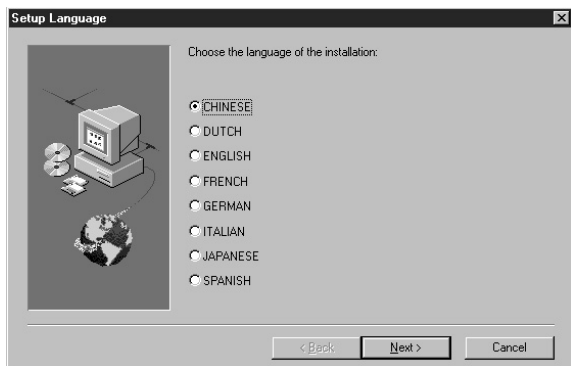 Setup Language
Choose the language of the installation:
CHINESE
DUTCH
ENGLISH
FRENCH
GERMAN
ITALIAN
JAPANESE
SPANISH
< Back
Next >
Cancel